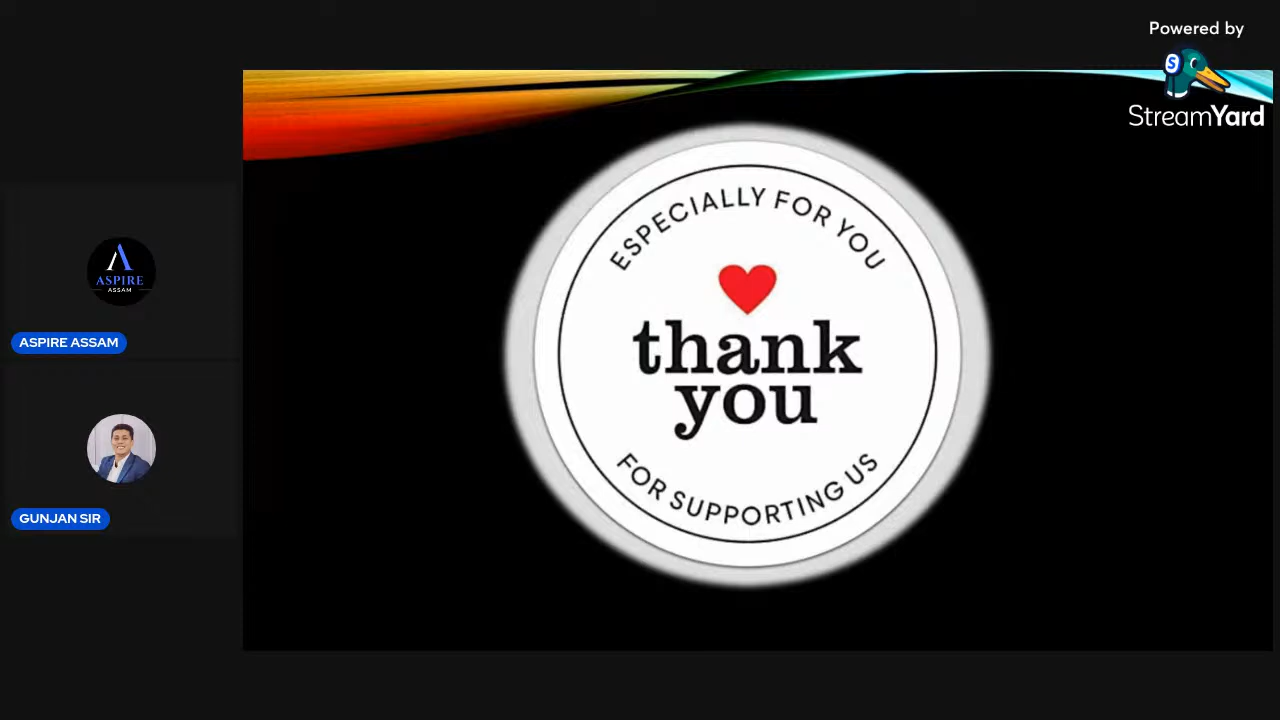 Powered by
StreamYard
ASPIRE
ASSAM
ASPIRE ASSAM
GUNJAN SIR
ESPECIALLY FOR YOU
thank
you
FOR SUPPORTING US